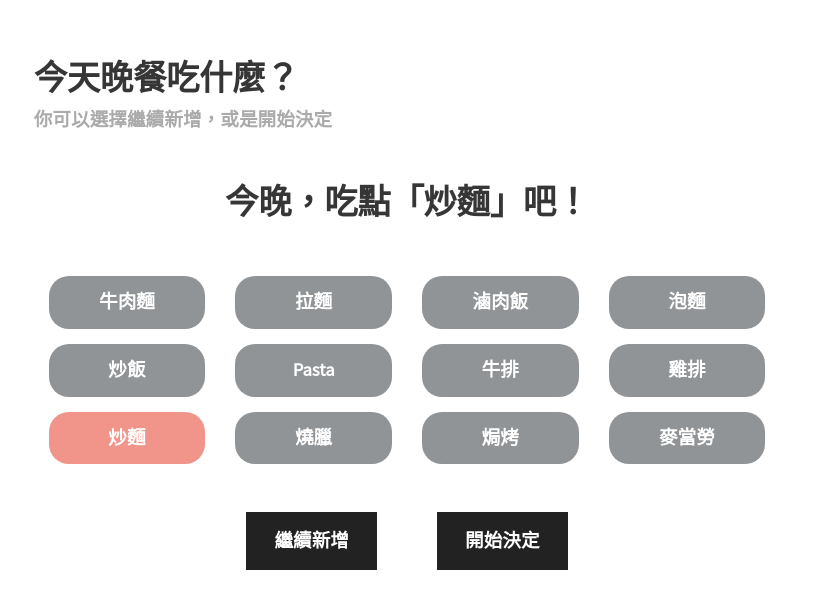 今天晚餐吃什麼？
你可以選擇繼續新增，或是開始決定
今晚，吃點「炒麵」吧！
牛肉麵 拉麵 滷肉飯 泡麵
炒飯 Pasta 牛排 雞排
炒麵 燒臘 焗烤 麥當勞
繼續新增 開始決定